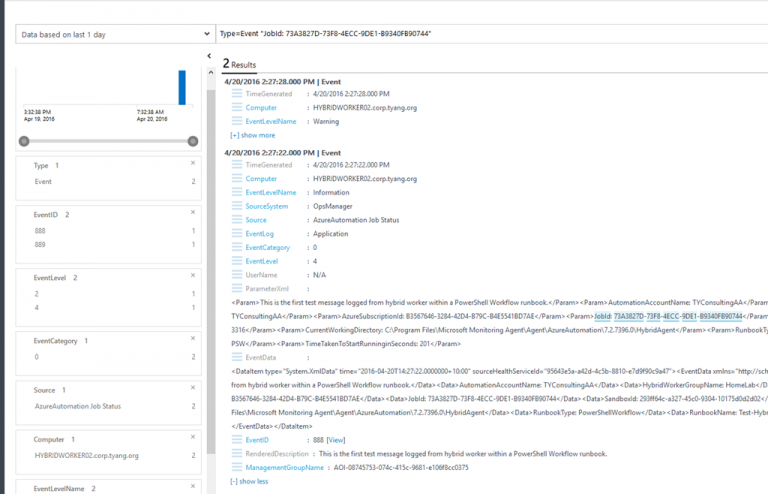 Data based on last 1 day
Type=Event "JobId: 73A3827D-73F8-4ECC-9DE1-B9340FB90744"
3:32:38 PM
Apr 19, 2016
7:32:38 AM
Apr 20, 2016
Type 1
Event 2
EventID 2
888 1
889 1
EventLevel 2
2 1
4 1
EventCategory 1
0 2
Source 1
AzureAutomation Job Status 2
Computer 1
HYBRIDWORKER02.corp.tyang.org 2
EventLevelName 2
2 Results
4/20/2016 2:27:28.000 PM | Event
TimeGenerated : 4/20/2016 2:27:28.000 PM
Computer : HYBRIDWORKER02.corp.tyang.org
EventLevelName : Warning
[+] show more
4/20/2016 2:27:22.000 PM | Event
TimeGenerated : 4/20/2016 2:27:22.000 PM
Computer : HYBRIDWORKER02.corp.tyang.org
EventLevelName : Information
SourceSystem : OpsManager
Source : AzureAutomation Job Status
EventLog : Application
EventCategory : 0
EventLevel : 4
UserName : N/A
ParameterXml :
<Param>This is the first test message logged from hybrid worker within a PowerShell Workflow runbook.</Param><Param>AutomationAccountName: TYConsultingAA</Param
TYConsultingAA</Param><Param>AzureSubscriptionId: B3567646-3284-42D4-B79C-B4E5541BD7AE</Param><Param>JobId: 73A3827D-73F8-4ECC-9DE1-B9340FB90744</Param
3316</Param><Param>CurrentWorkingDirectory: C:\Program Files\Microsoft Monitoring Agent\Agent\AzureAutomation\7.2.7396.0\HybridAgent</Param><Param>RunbookTy
PSW</Param><Param>TimeTakenToStartRunninginSeconds: 201</Param>
EventData :
<DataItem type="System.XmlData" time="2016-04-20T14:27:22.0000000+10:00" sourceHealthServiceId="95643e5a-a42d-4c5b-8810-e7d9f90c9a47"><EventData xmlns="http://sch
from hybrid worker within a PowerShell Workflow runbook.</Data><Data>AutomationAccountName: TYConsultingAA</Data><Data>HybridWorkerGroupName: HomeLab</D
B3567646-3284-42D4-B79C-B4E5541BD7AE</Data><Data>JobId: 73A3827D-73F8-4ECC-9DE1-B9340FB90744</Data><Data>SandboxId: 293ff64c-a327-45c0-9304-10175d0d2d02</
Files\Microsoft Monitoring Agent\Agent\AzureAutomation\7.2.7396.0\HybridAgent</Data><Data>RunbookType: PowerShellWorkflow</Data><Data>RunbookName: Test-Hybr
</EventData></DataItem>
EventID : 888 [View]
RenderedDescription : This is the first test message logged from hybrid worker within a PowerShell Workflow runbook.
ManagementGroupName : AOI-08745753-074c-415c-9681-e106f8cc0375
[-] show less